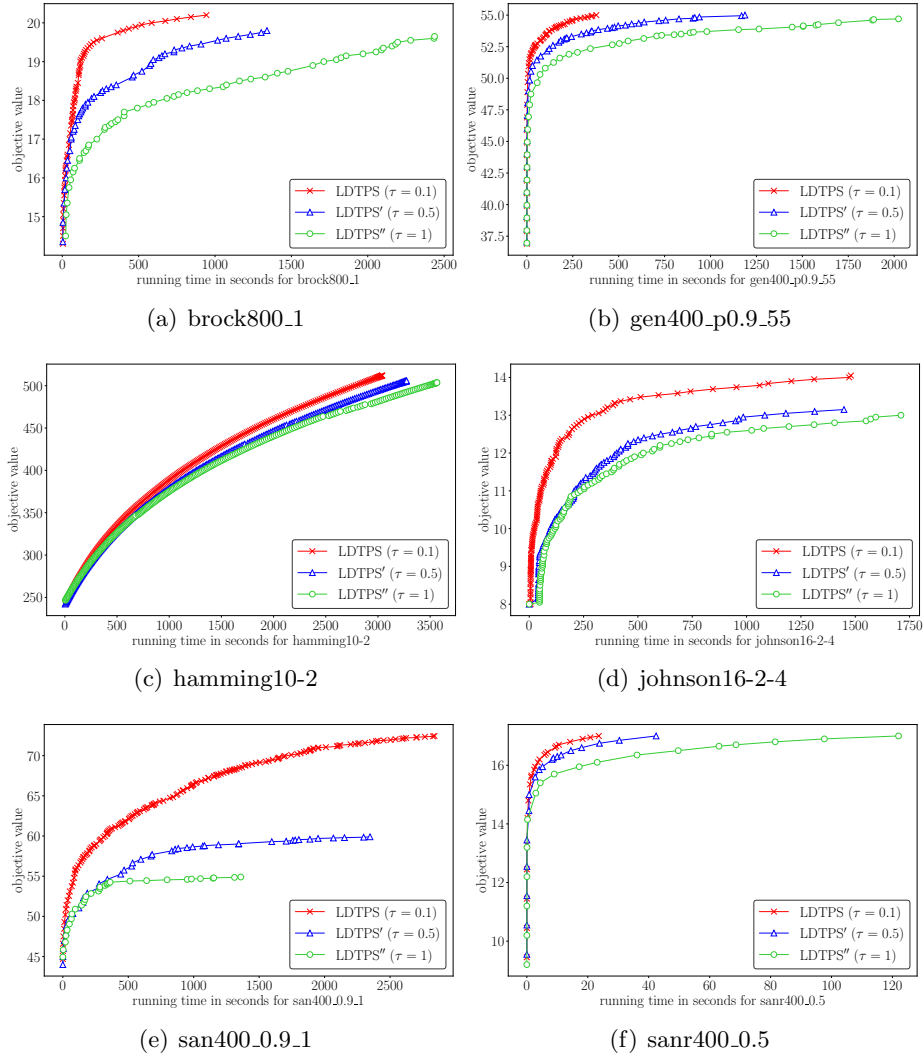 objective value
20
19
18
17
16
15
LDTPS (τ = 0.1)
LDTPS′ (τ = 0.5)
LDTPS″ (τ = 1)
0 500 1000 1500 2000 2500
running time in seconds for brock800_1
(a) brock800_1
objective value
55.0
52.5
50.0
47.5
45.0
42.5
40.0
37.5
LDTPS (τ = 0.1)
LDTPS′ (τ = 0.5)
LDTPS″ (τ = 1)
0 250 500 750 1000 1250 1500 1750 2000
running time in seconds for gen400_p0.9_55
(b) gen400_p0.9_55
objective value
500
450
400
350
300
250
LDTPS (τ = 0.1)
LDTPS′ (τ = 0.5)
LDTPS″ (τ = 1)
0 500 1000 1500 2000 2500 3000 3500
running time in seconds for hamming10-2
(c) hamming10-2
objective value
14
13
12
11
10
9
8
LDTPS (τ = 0.1)
LDTPS′ (τ = 0.5)
LDTPS″ (τ = 1)
0 250 500 750 1000 1250 1500 1750
running time in seconds for johnson16-2-4
(d) johnson16-2-4
objective value
70
65
60
55
50
45
LDTPS (τ = 0.1)
LDTPS′ (τ = 0.5)
LDTPS″ (τ = 1)
0 500 1000 1500 2000 2500
running time in seconds for san400_0.9_1
(e) san400_0.9_1
objective value
16
14
12
10
LDTPS (τ = 0.1)
LDTPS′ (τ = 0.5)
LDTPS″ (τ = 1)
0 20 40 60 80 100 120
running time in seconds for sanr400_0.5
(f) sanr400_0.5